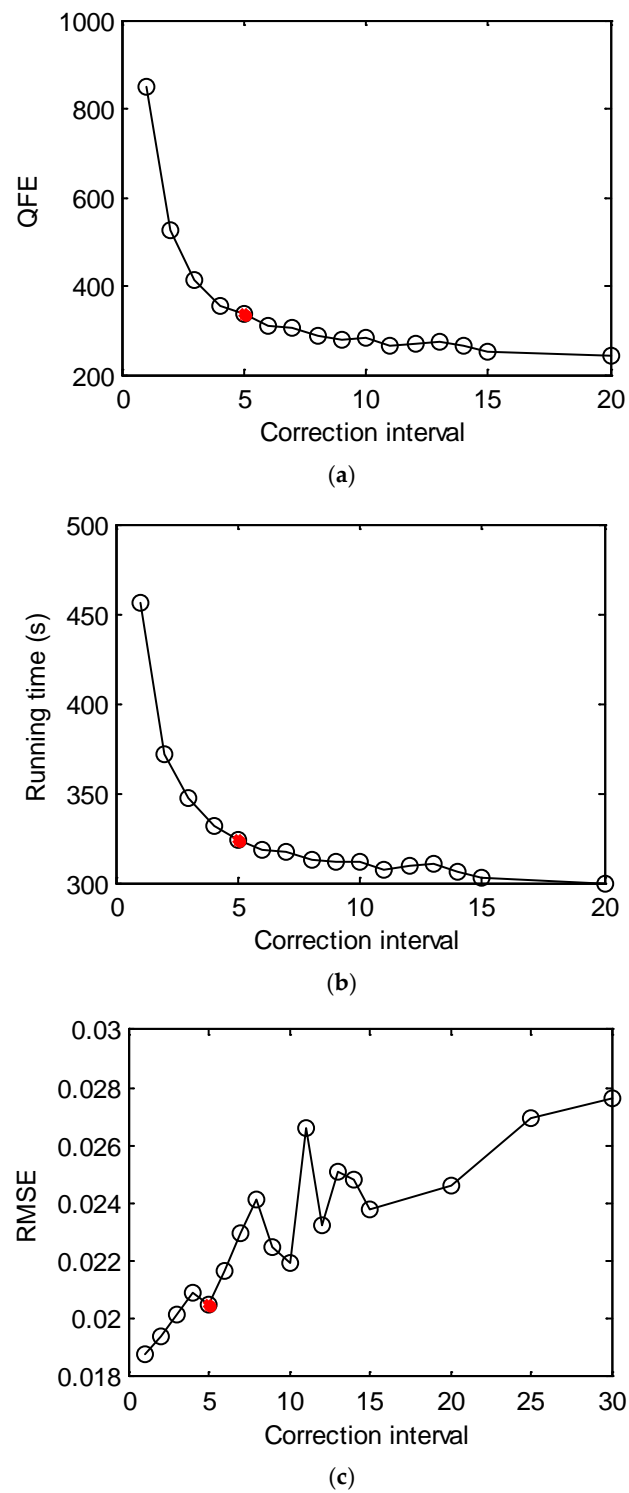 1000
800
600
400
200
QFE
0 5 10 15 20
Correction interval
(a)
500
450
400
350
300
Running time (s)
0 5 10 15 20
Correction interval
(b)
0.03
0.028
0.026
0.024
0.022
0.02
0.018
RMSE
0 5 10 15 20 25 30
Correction interval
(c)